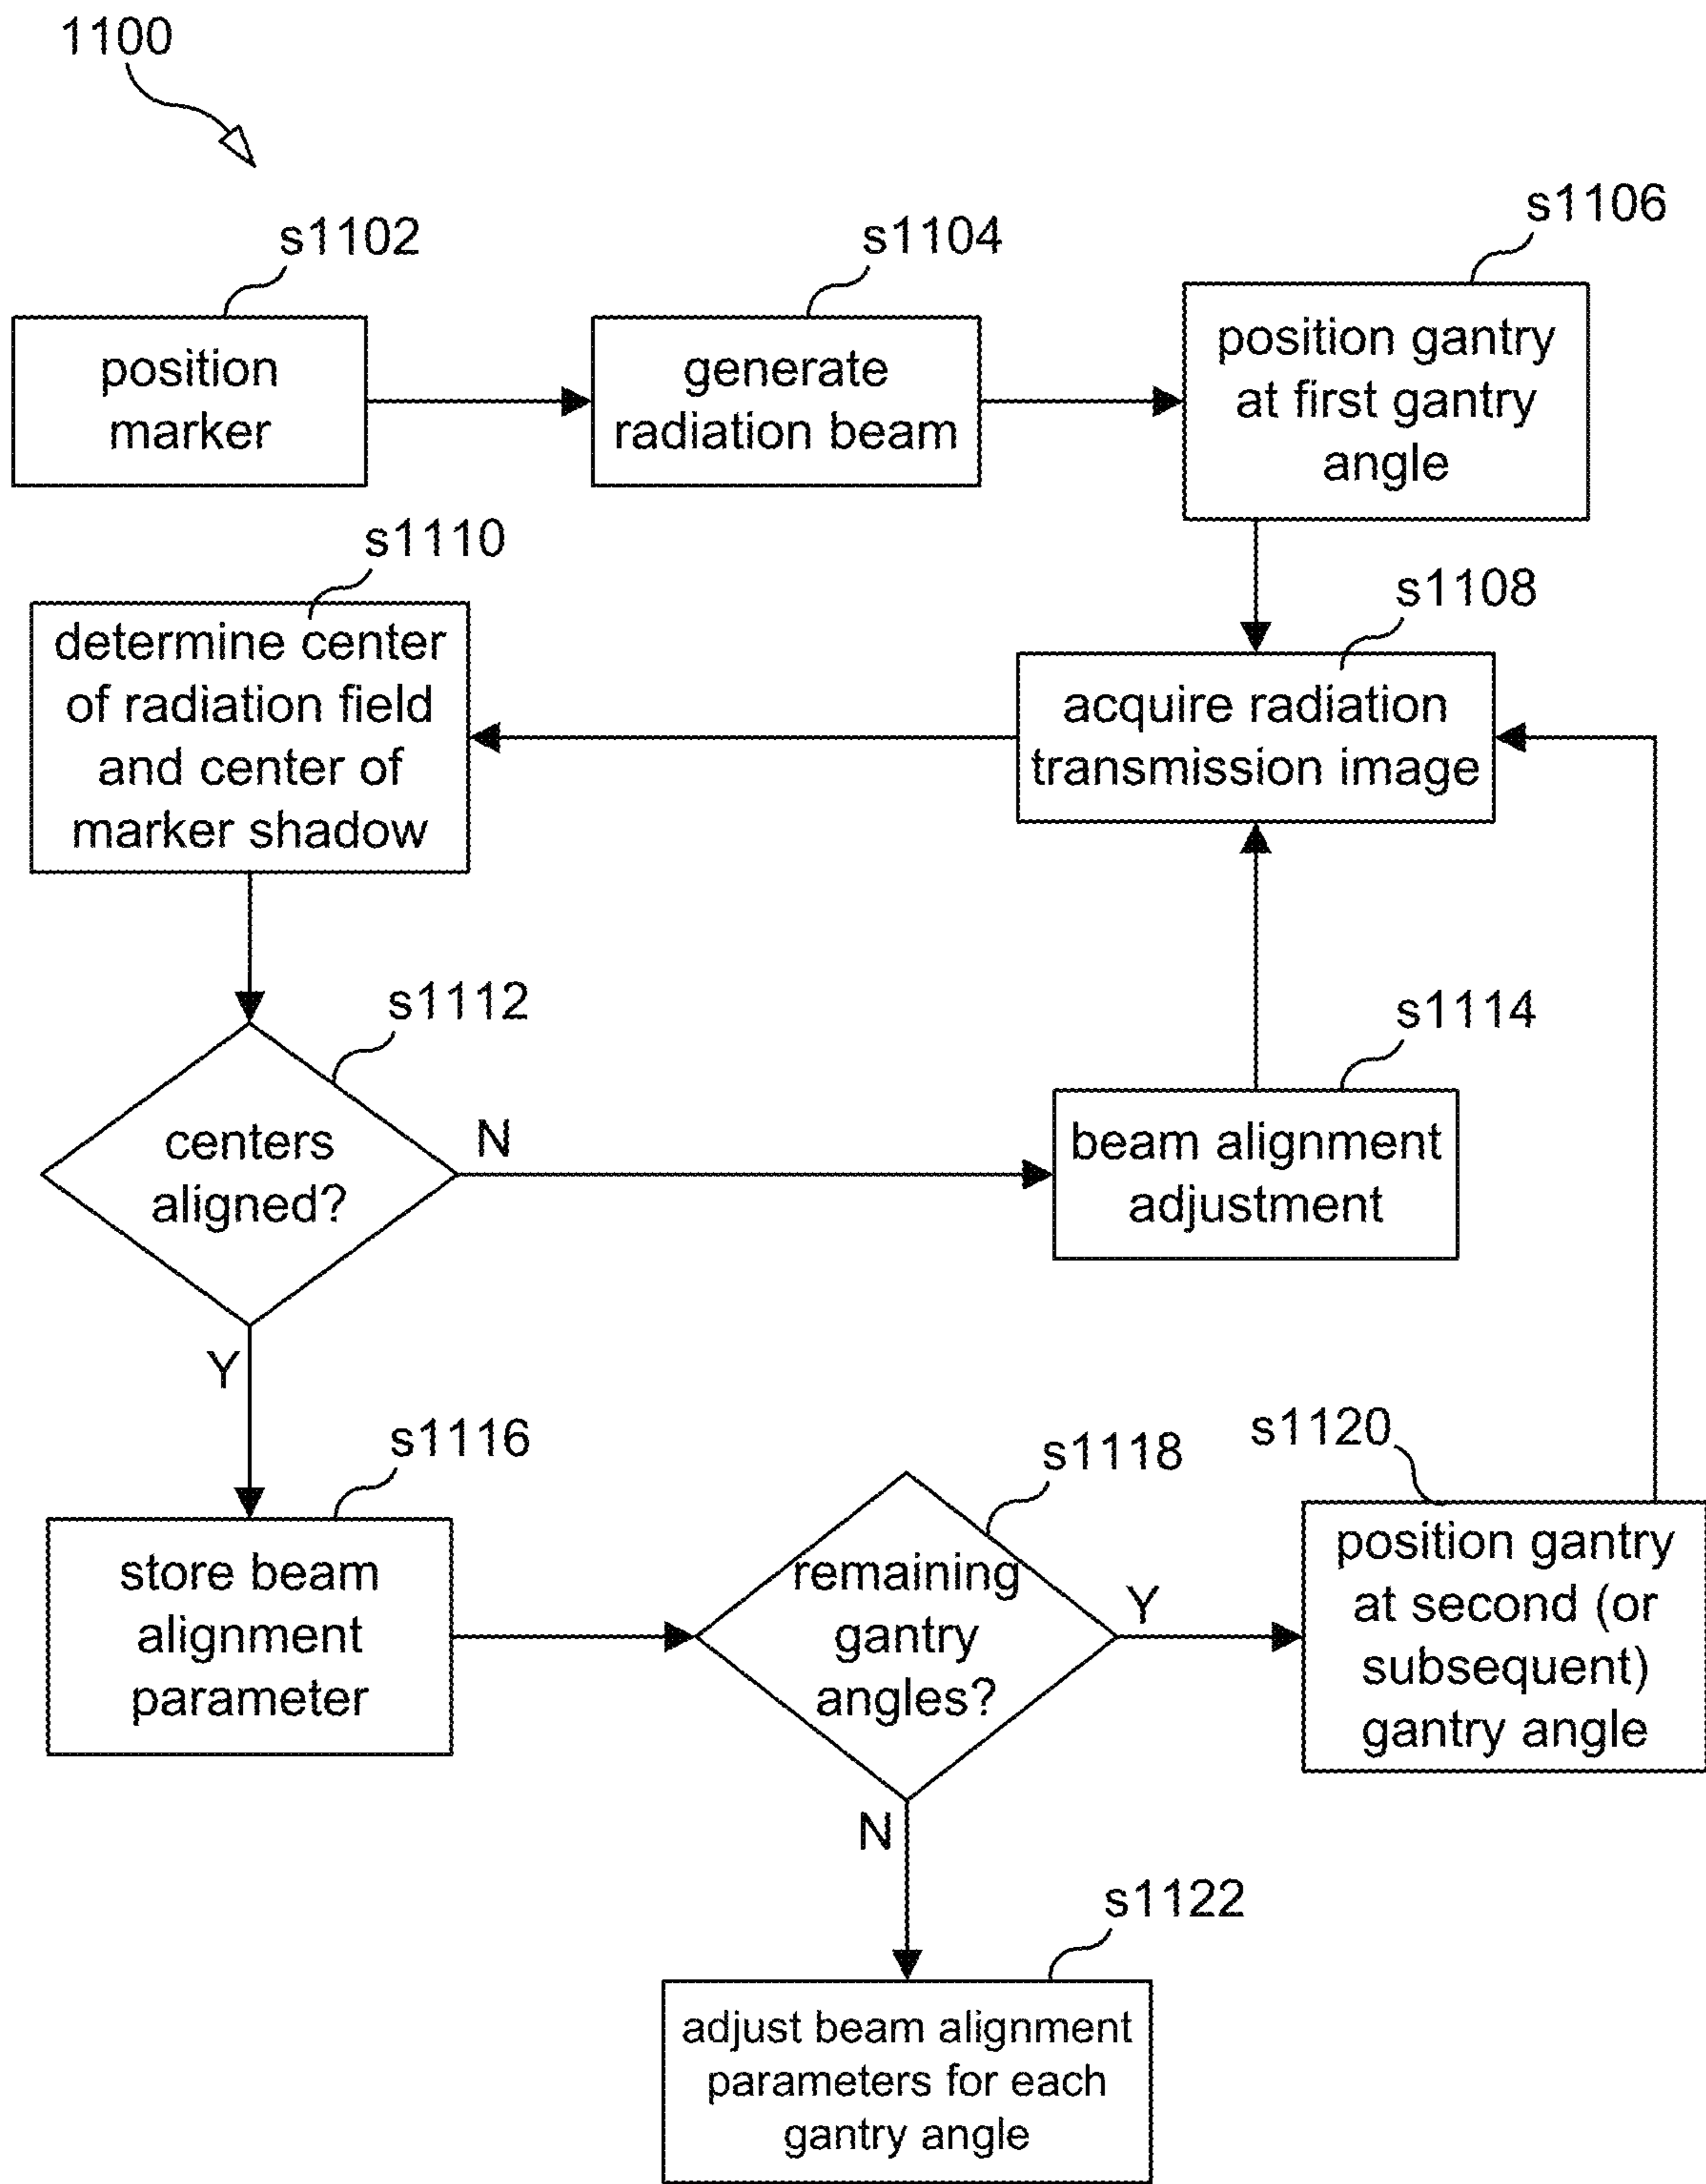 1100
s1102
position
marker
s1104
generate
radiation beam
s1106
position gantry
at first gantry
angle
s1108
acquire radiation
transmission image
s1110
determine center
of radiation field
and center of
marker shadow
s1112
centers
aligned?
N
s1114
beam alignment
adjustment
Y
s1116
store beam
alignment
parameter
s1118
remaining
gantry
angles?
Y
s1120
position gantry
at second (or
subsequent)
gantry angle
N
s1122
adjust beam alignment
parameters for each
gantry angle